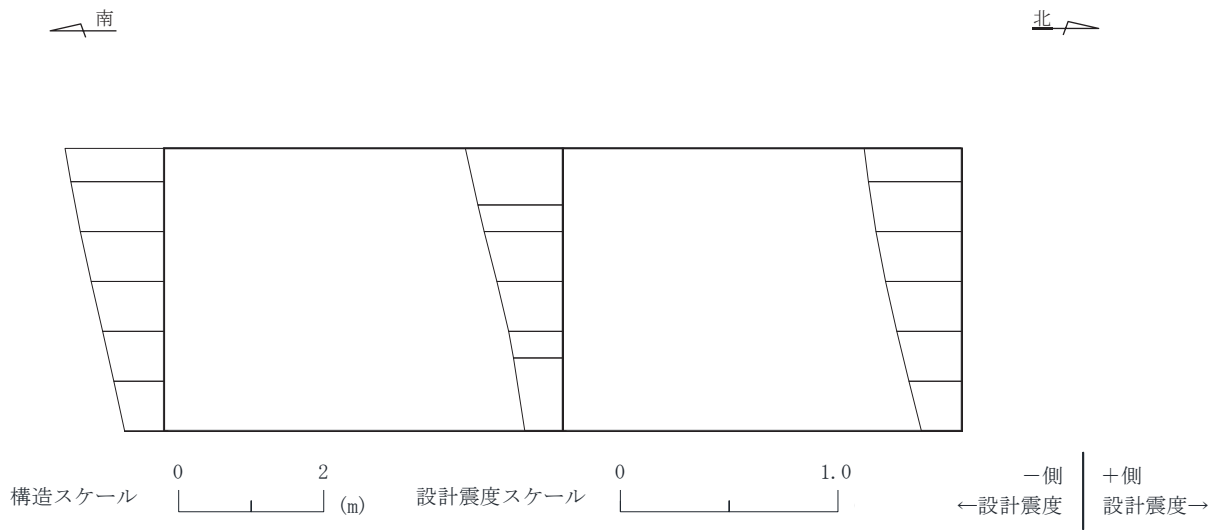 南
北
0 2
構造スケール (m)
0 1.0
設計震度スケール
－側 ＋側
←設計震度 設計震度→